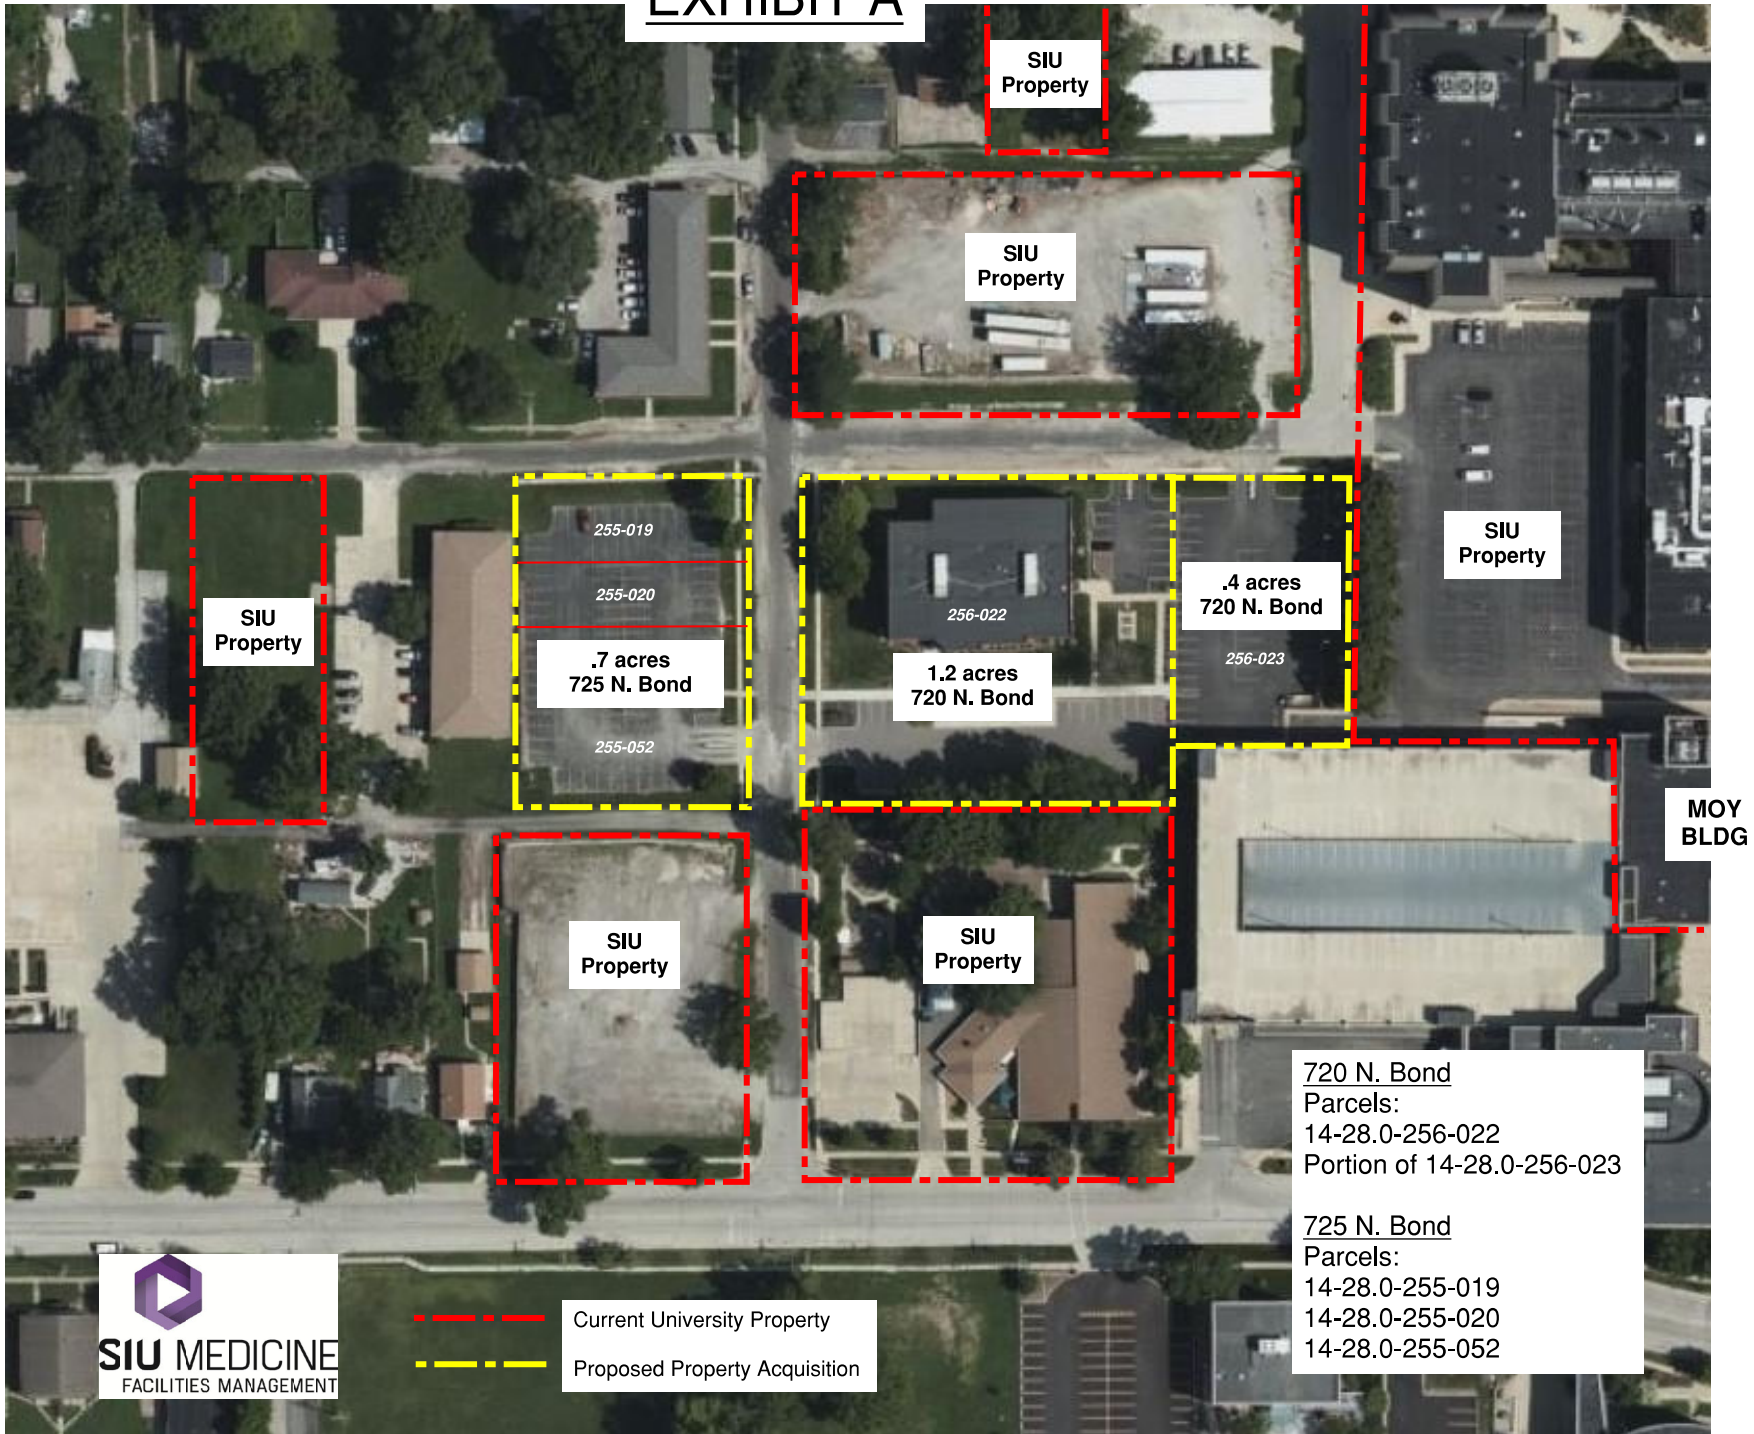 EXHIBIT A
SIU
Property
SIU
Property
SIU
Property
SIU
Property
255-019
255-020
.7 acres
725 N. Bond
255-052
256-022
1.2 acres
720 N. Bond
.4 acres
720 N. Bond
256-023
MOY
BLDG
SIU
Property
SIU
Property
720 N. Bond
Parcels:
14-28.0-256-022
Portion of 14-28.0-256-023
725 N. Bond
Parcels:
14-28.0-255-019
14-28.0-255-020
14-28.0-255-052
SIU MEDICINE
FACILITIES MANAGEMENT
Current University Property
Proposed Property Acquisition